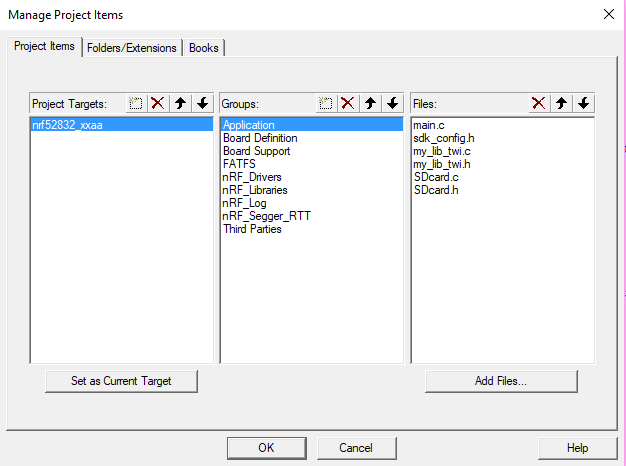 Manage Project Items
Project Items
Folders/Extensions
Books
Project Targets:
nrf52832_xxaa
Set as Current Target
Groups:
Application
Board Definition
Board Support
FATFS
nRF_Drivers
nRF_Libraries
nRF_Log
nRF_Segger_RTT
Third Parties
Files:
main.c
sdk_config.h
my_lib_twi.c
my_lib_twi.h
SDcard.c
SDcard.h
Add Files...
OK
Cancel
Help